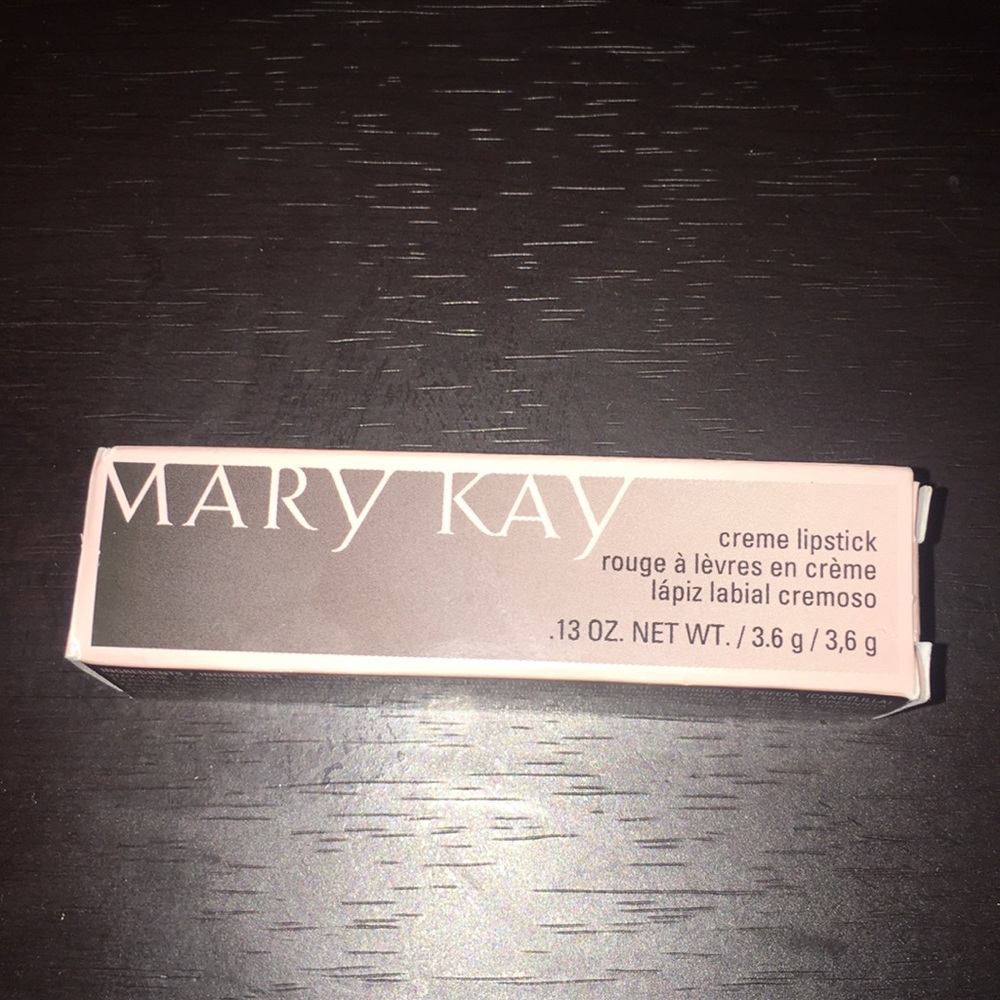 MARY KAY
creme lipstick
rouge à lèvres en crème
lápiz labial cremoso
.13 OZ. NET WT. / 3.6 g / 3,6 g
INGREDIENTS